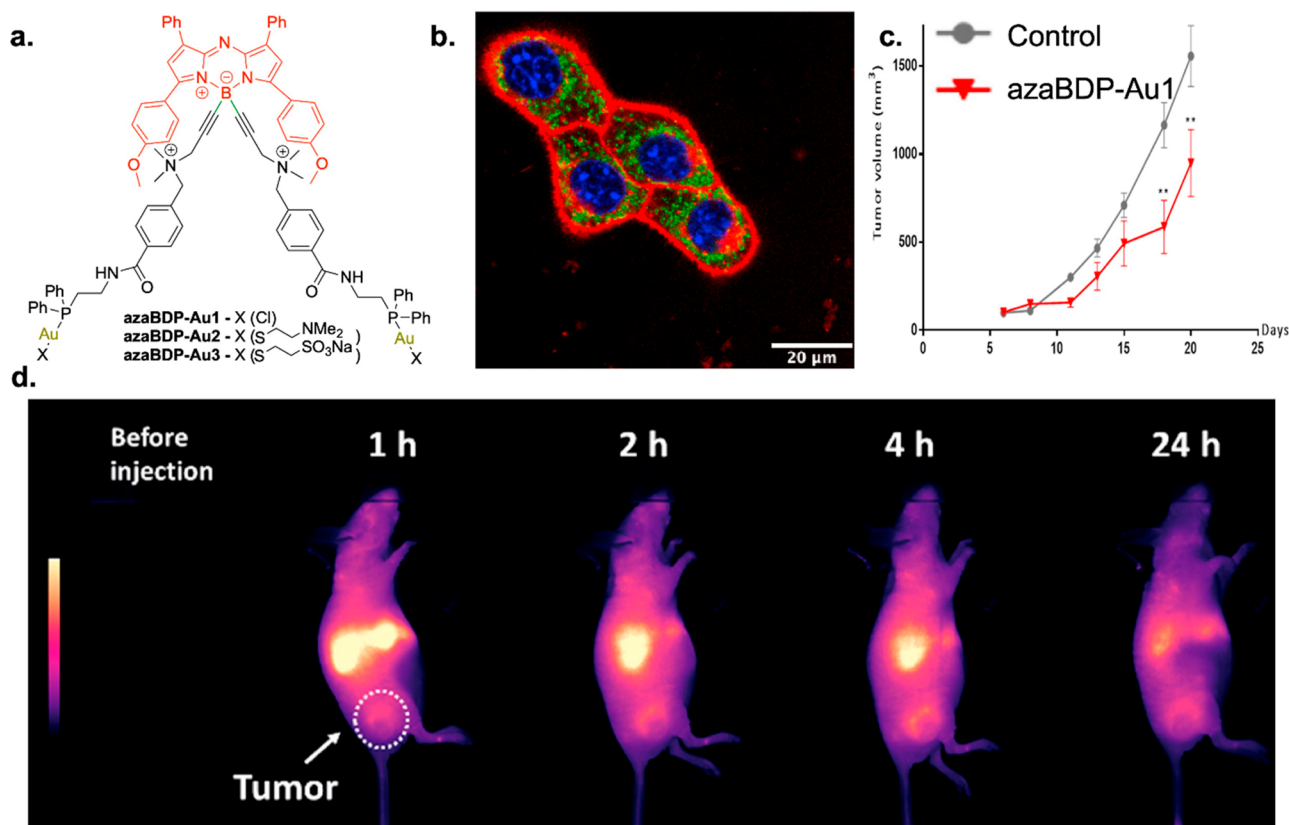 a.
Ph
Ph
N
N
N
⊕
⊖
B
O
O
⊕
N
⊕
N
NH
O
O
NH
Ph
Ph
P
Au
X
Ph
P
Ph
Au
X
azaBDP-Au1 - X (Cl)
azaBDP-Au2 - X (S NMe2)
azaBDP-Au3 - X (S SO3Na)
b.
20 µm
c.
Control
azaBDP-Au1
Tumor volume (mm³)
1500
1000
500
0
0 5 10 15 20 Days
**
**
d.
Before
injection
1 h
2 h
4 h
24 h
Tumor